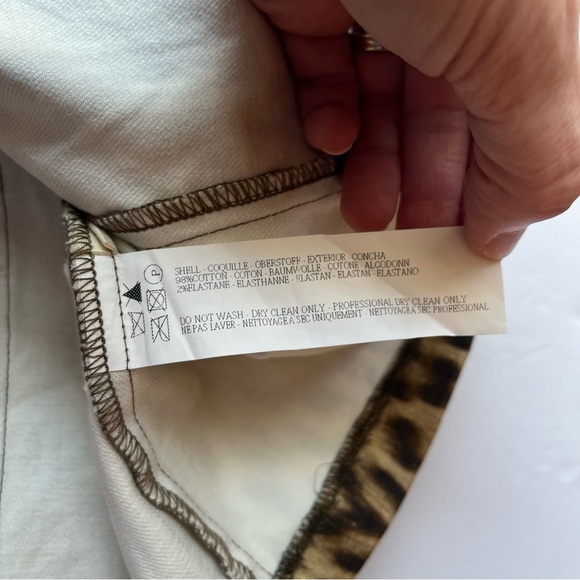 P
SHELL - COQUILLE - OBERSTOFF - EXTERIOR - CONCHA
98%COTTON - COTON - BAUMWOLLE - COTONE - ALGODONN
2%ELASTANE - ELASTHANNE - ELASTAN - ELASTAN - ELASTANO
DO NOT WASH - DRY CLEAN ONLY - PROFESSIONAL DRY CLEAN ONLY
NE PAS LAVER - NETTOYAGE A SEC UNIQUEMENT - NETTOYAGE A SEC PROFESSIONAL